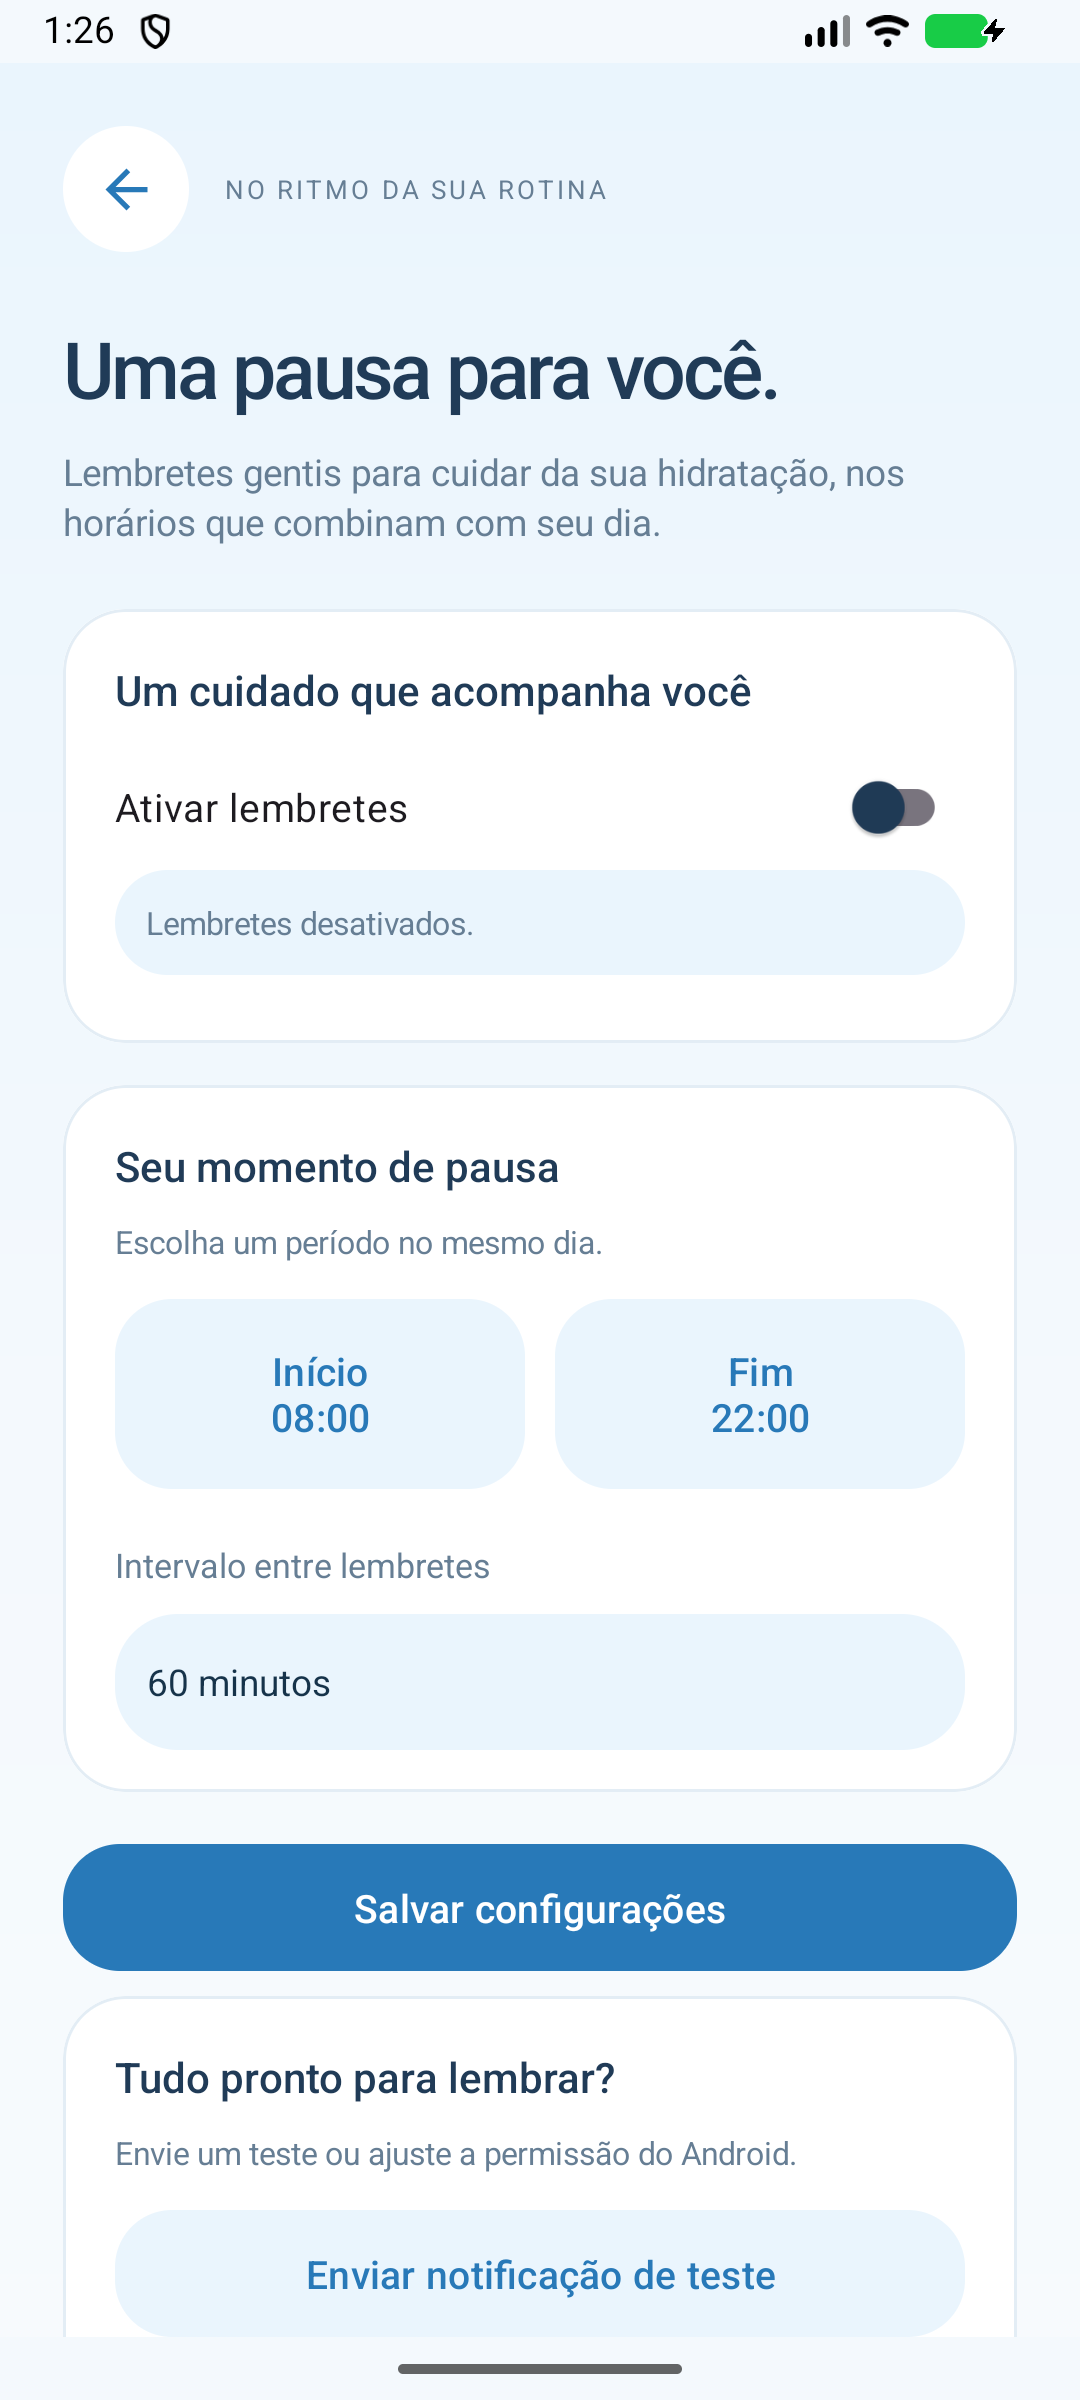 1:26
NO RITMO DA SUA ROTINA
Uma pausa para você.
Lembretes gentis para cuidar da sua hidratação, nos
horários que combinam com seu dia.
Um cuidado que acompanha você
Ativar lembretes
Lembretes desativados.
Seu momento de pausa
Escolha um período no mesmo dia.
Início
08:00
Fim
22:00
Intervalo entre lembretes
60 minutos
Salvar configurações
Tudo pronto para lembrar?
Envie um teste ou ajuste a permissão do Android.
Enviar notificação de teste